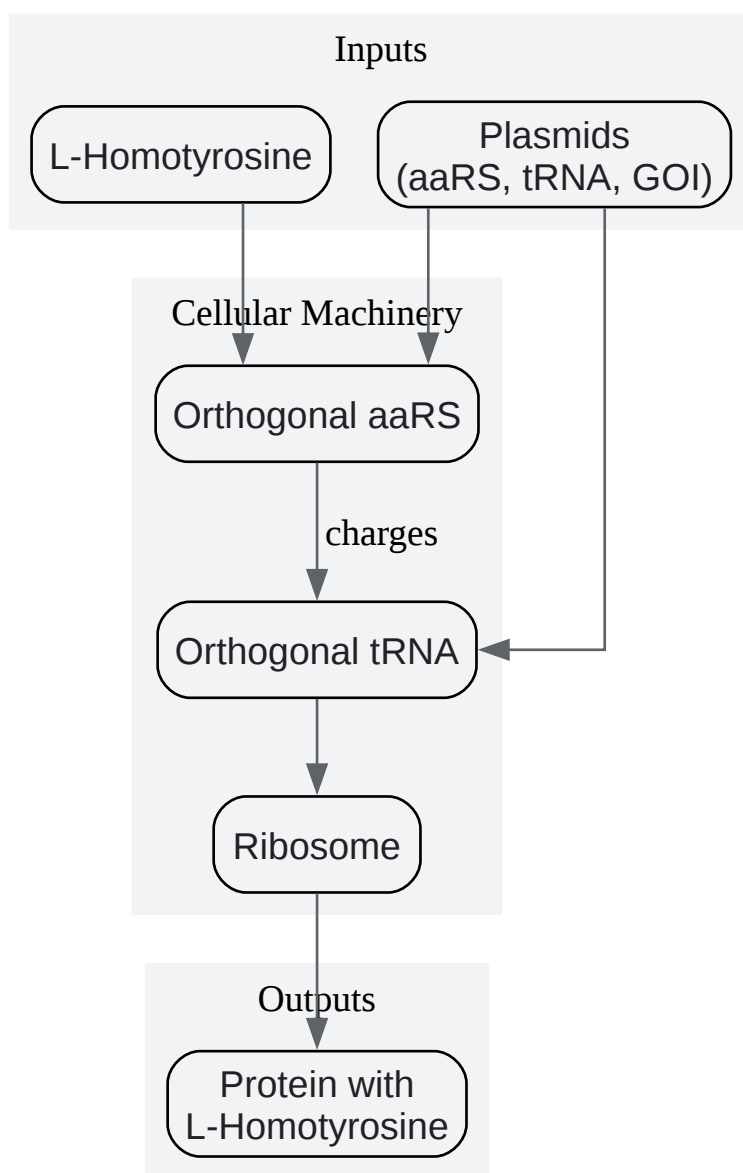 Inputs
L-Homotyrosine
Plasmids
(aaRS, tRNA, GOI)
Cellular Machinery
Orthogonal aaRS
charges
Orthogonal tRNA
Ribosome
Outputs
Protein with
L-Homotyrosine